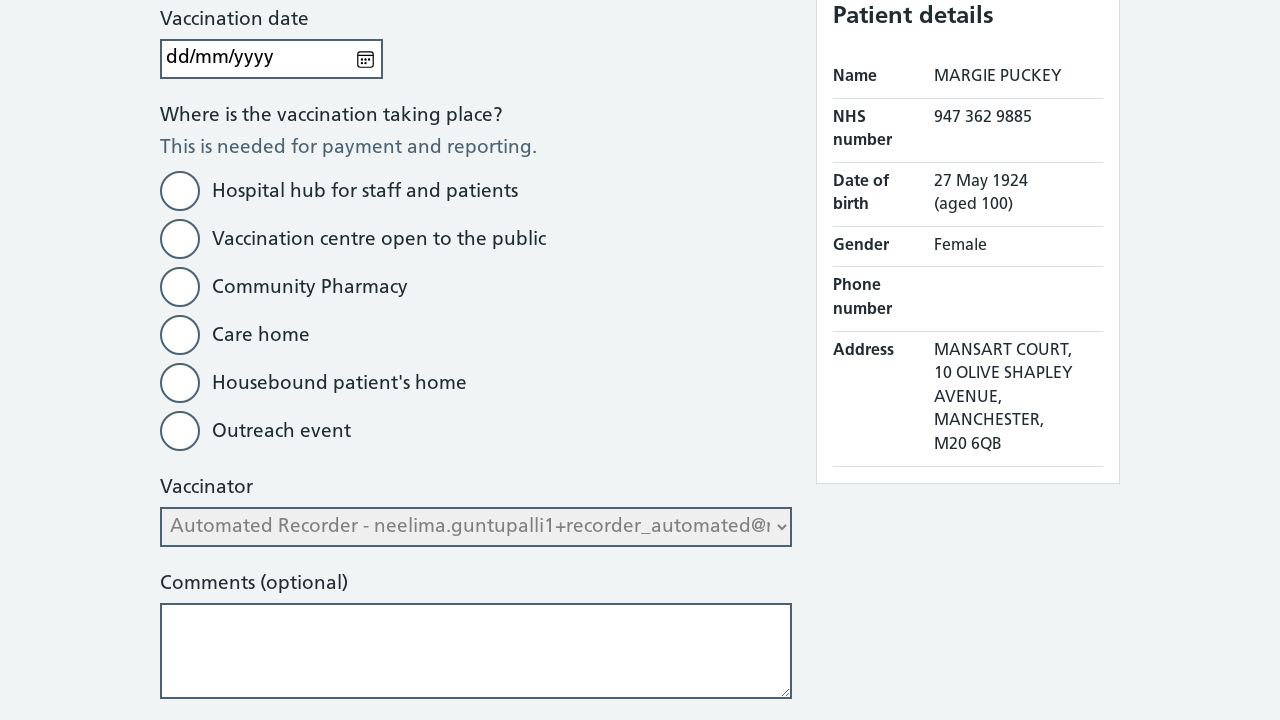 Vaccination date
dd/mm/yyyy
Where is the vaccination taking place?
This is needed for payment and reporting.
Hospital hub for staff and patients
Vaccination centre open to the public
Community Pharmacy
Care home
Housebound patient's home
Outreach event
Vaccinator
Automated Recorder - neelima.guntupalli1+recorder_automated@
Comments (optional)
Patient details
Name MARGIE PUCKEY
NHS number 947 362 9885
Date of birth 27 May 1924
(aged 100)
Gender Female
Phone number
Address MANSART COURT,
10 OLIVE SHAPLEY
AVENUE,
MANCHESTER,
M20 6QB